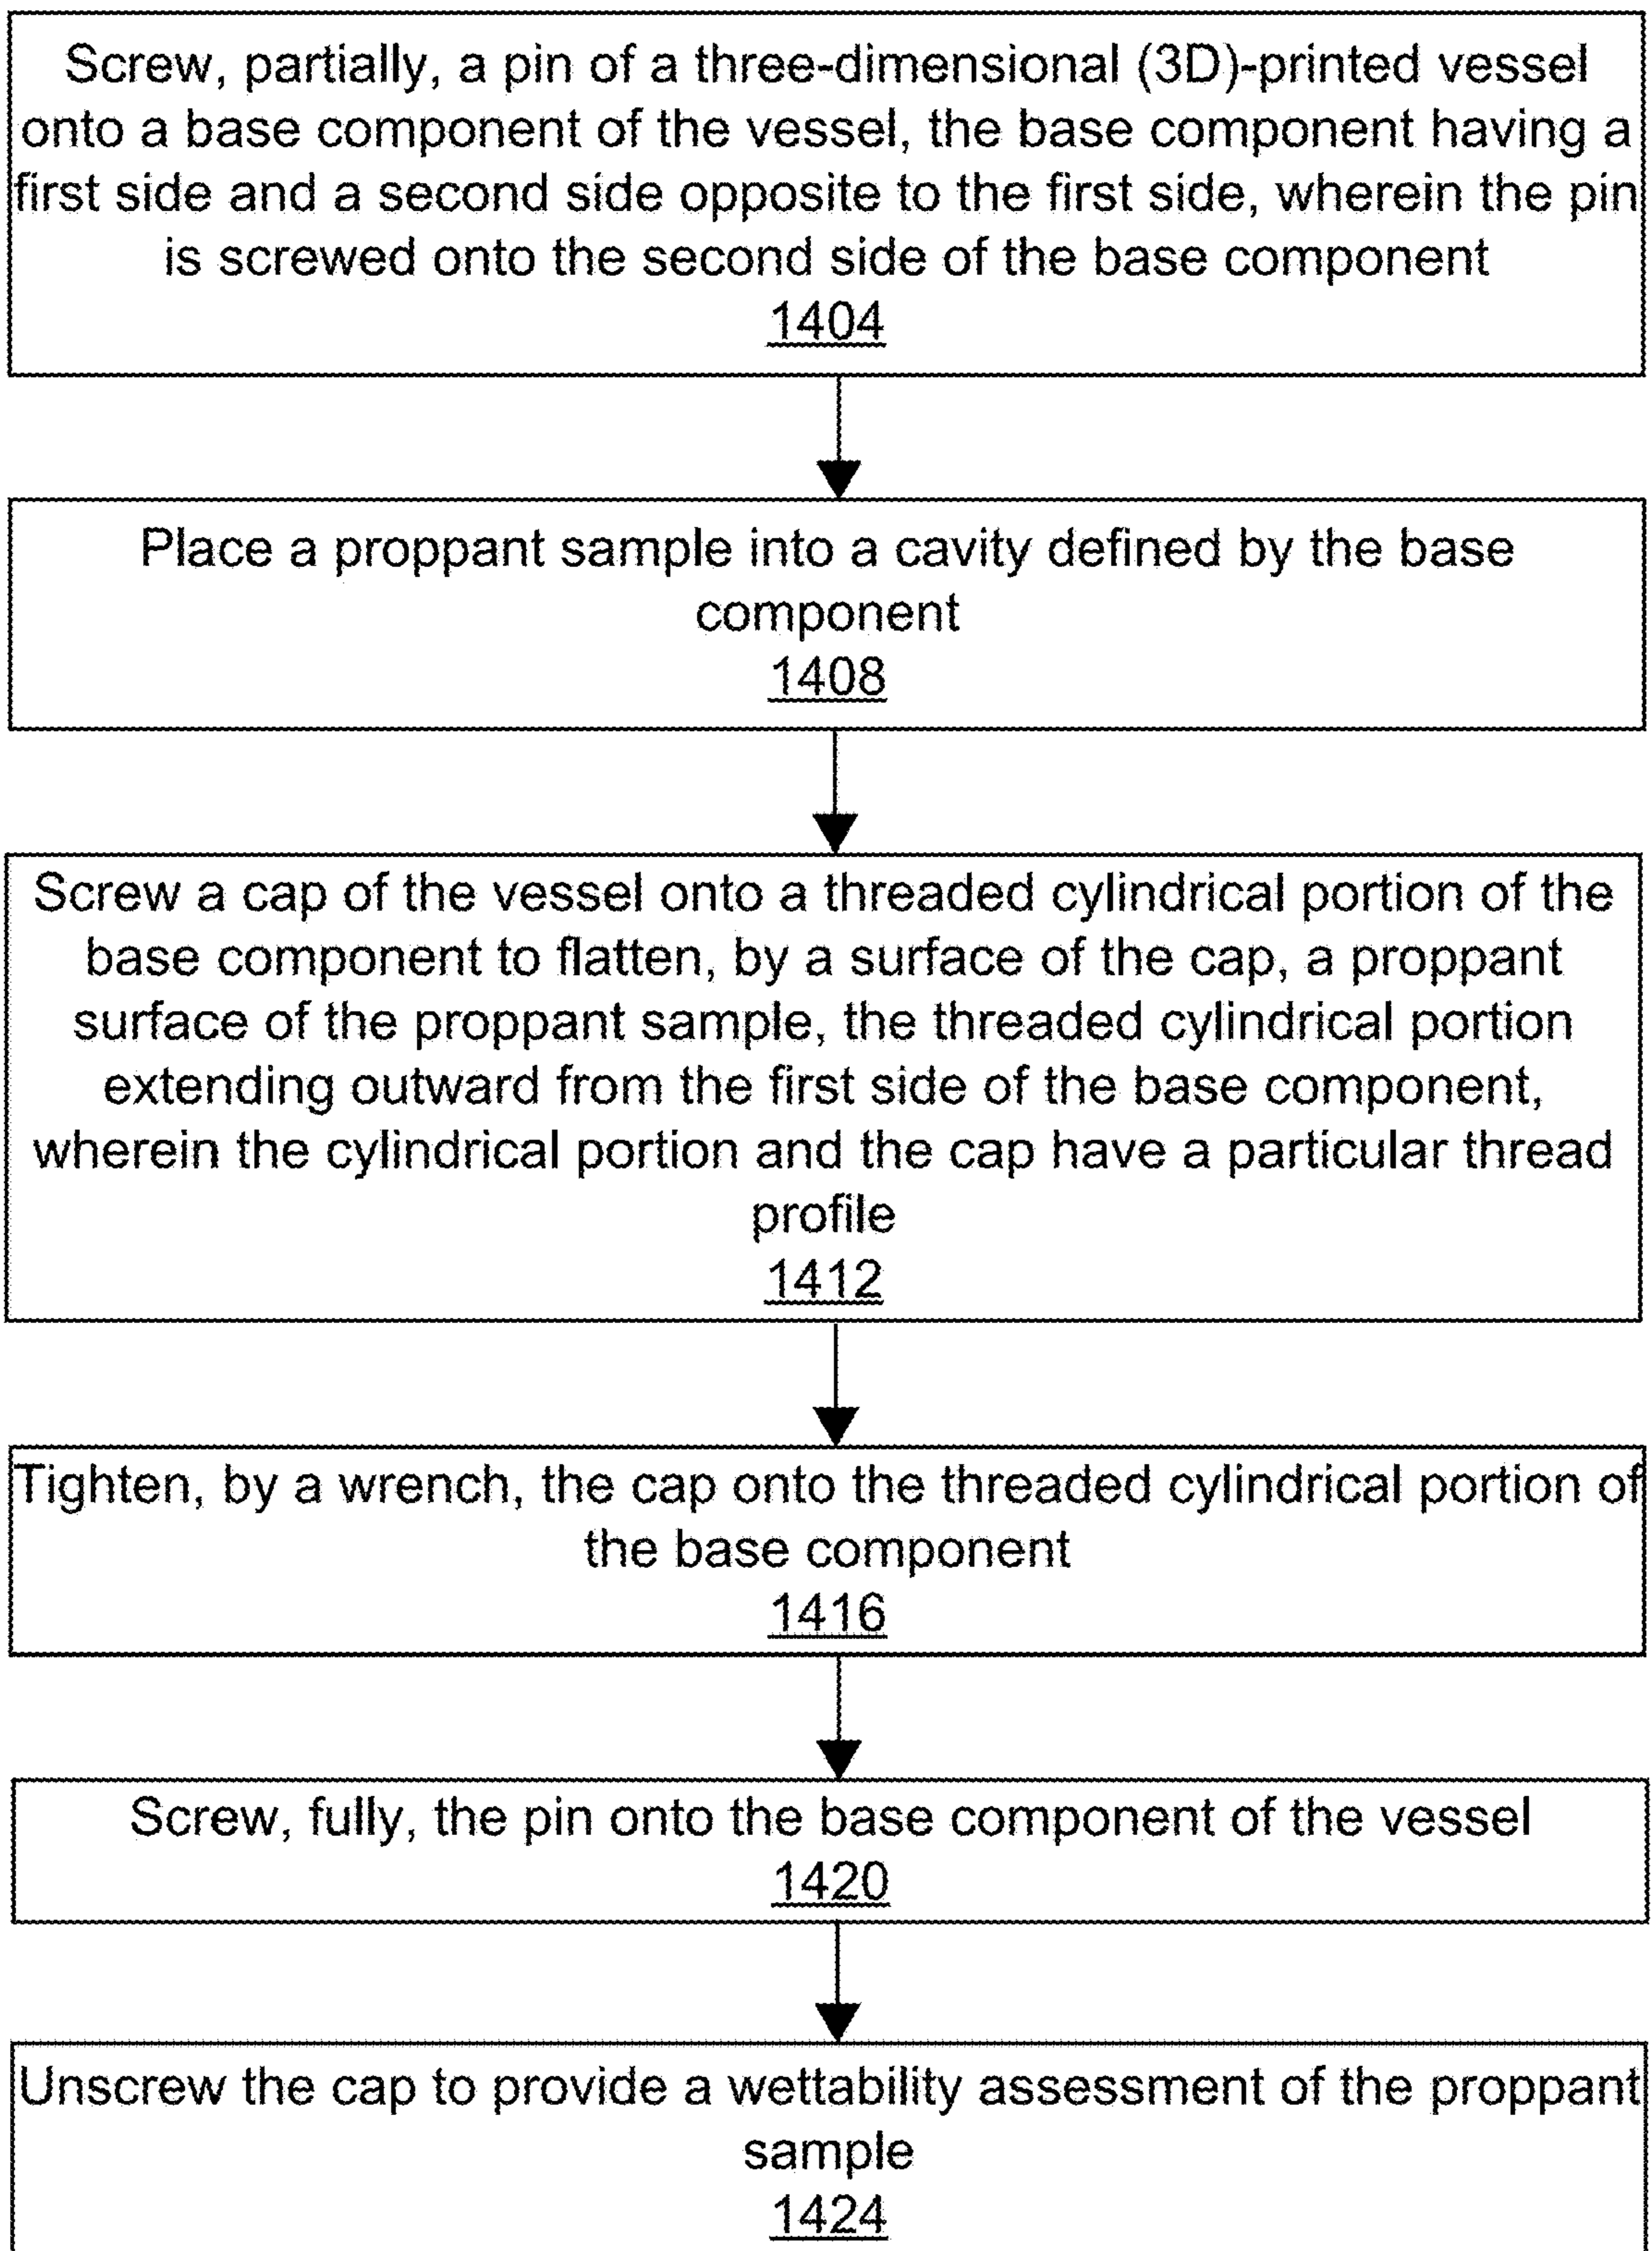 Screw, partially, a pin of a three-dimensional (3D)-printed vessel
onto a base component of the vessel, the base component having a
first side and a second side opposite to the first side, wherein the pin
is screwed onto the second side of the base component
1404
Place a proppant sample into a cavity defined by the base
component
1408
Screw a cap of the vessel onto a threaded cylindrical portion of the
base component to flatten, by a surface of the cap, a proppant
surface of the proppant sample, the threaded cylindrical portion
extending outward from the first side of the base component,
wherein the cylindrical portion and the cap have a particular thread
profile
1412
Tighten, by a wrench, the cap onto the threaded cylindrical portion of
the base component
1416
Screw, fully, the pin onto the base component of the vessel
1420
Unscrew the cap to provide a wettability assessment of the proppant
sample
1424